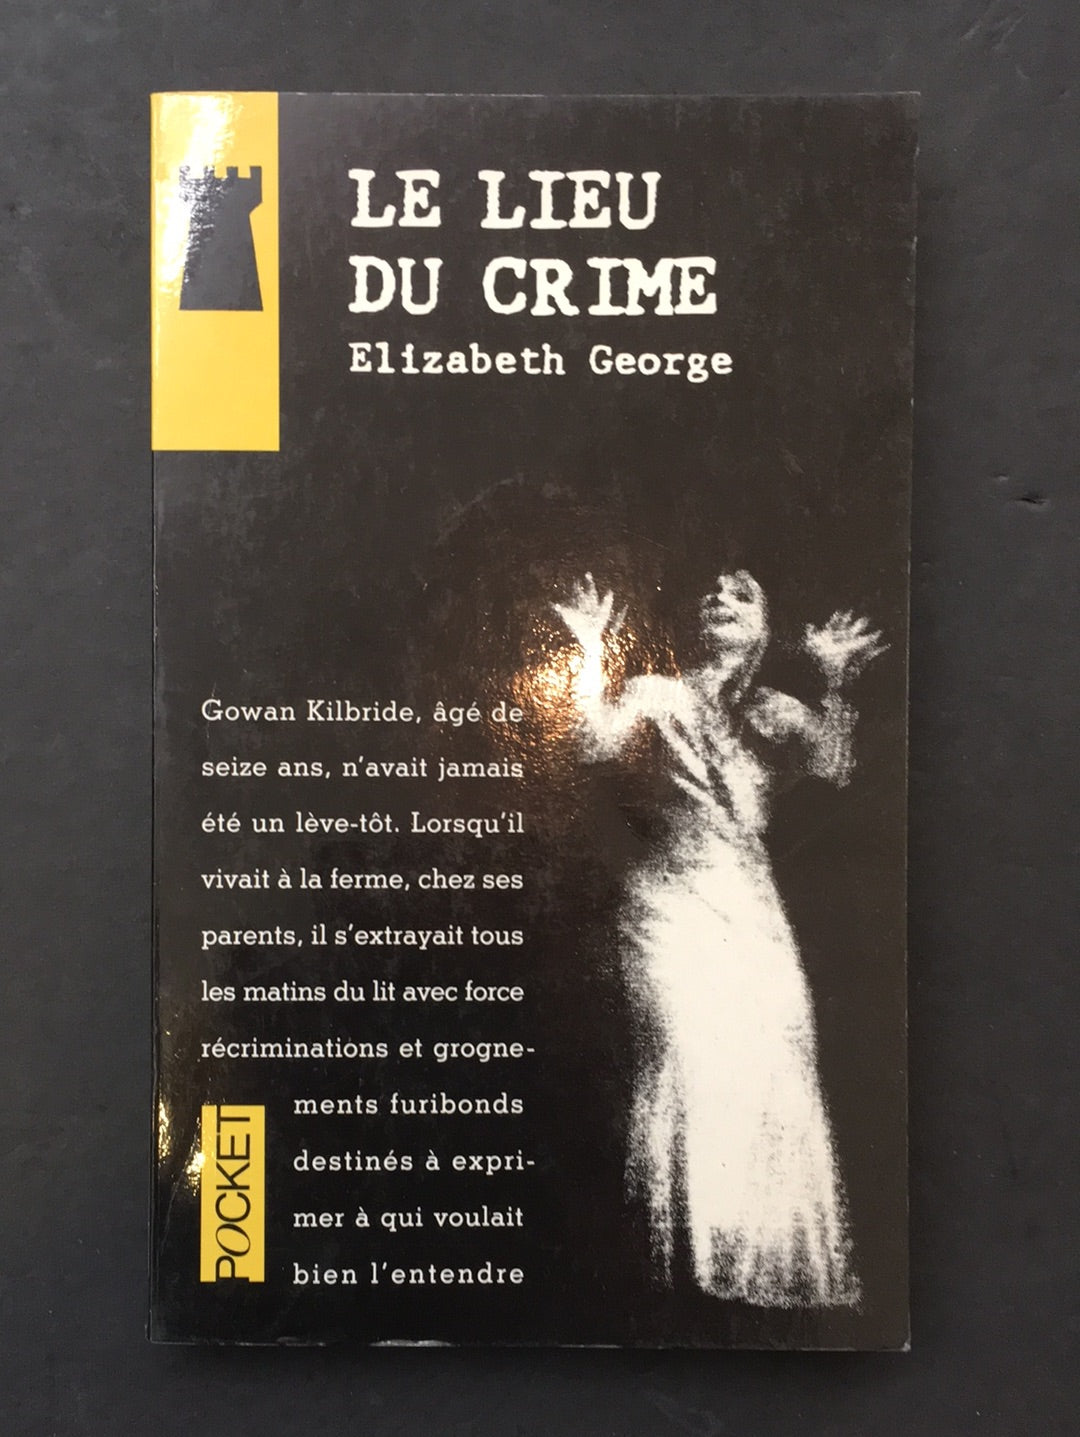 LE LIEU
DU CRIME
Elizabeth George
Gowan Kilbride, âgé de
seize ans, n'avait jamais
été un lève-tôt. Lorsqu'il
vivait à la ferme, chez ses
parents, il s'extrayait tous
les matins du lit avec force
récriminations et grogne-
ments furibonds
destinés à expri-
mer à qui voulait
bien l'entendre
POCKET